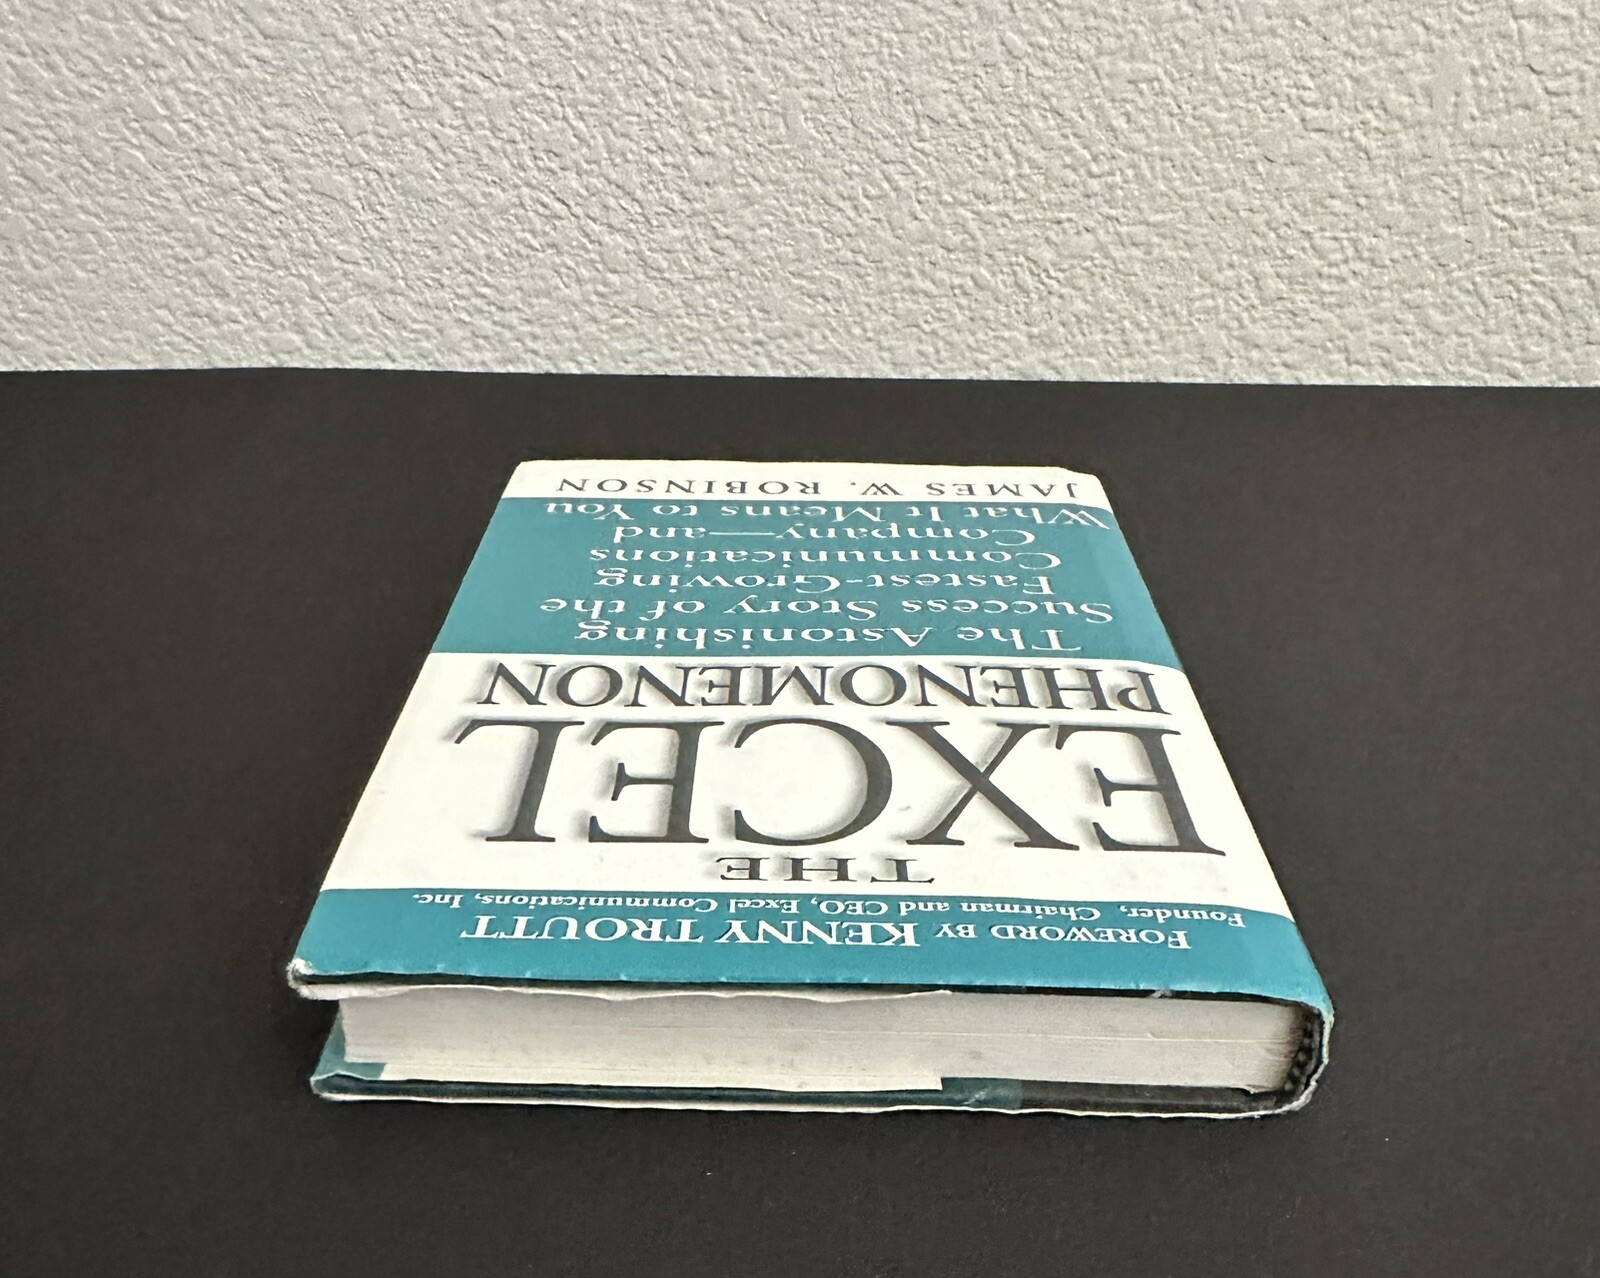 FOREWORD BY KENNY TROUTT
Founder, Chairman and CEO, Excel Communications, Inc.
THE
EXCEL
PHENOMENON
The Astonishing
Success Story of the
Fastest-Growing
Communications
Company—and
What It Means to You
JAMES W. ROBINSON